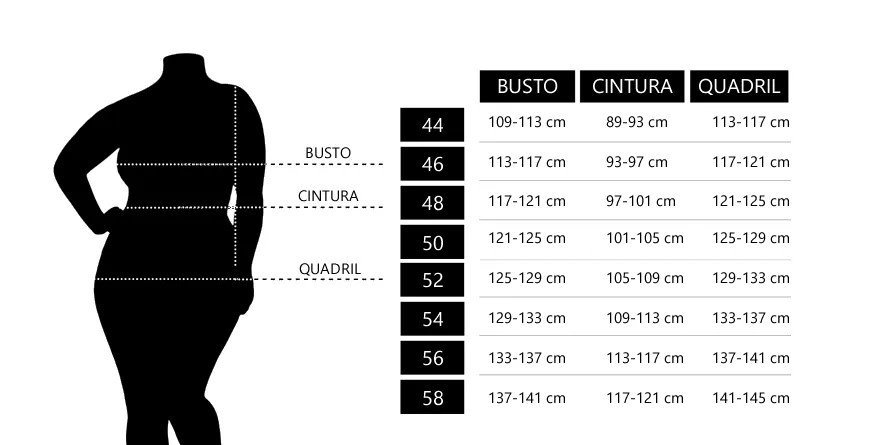 BUSTO CINTURA QUADRIL
44 109-113 cm 89-93 cm 113-117 cm
BUSTO
46 113-117 cm 93-97 cm 117-121 cm
CINTURA
48 117-121 cm 97-101 cm 121-125 cm
50 121-125 cm 101-105 cm 125-129 cm
QUADRIL
52 125-129 cm 105-109 cm 129-133 cm
54 129-133 cm 109-113 cm 133-137 cm
56 133-137 cm 113-117 cm 137-141 cm
58 137-141 cm 117-121 cm 141-145 cm